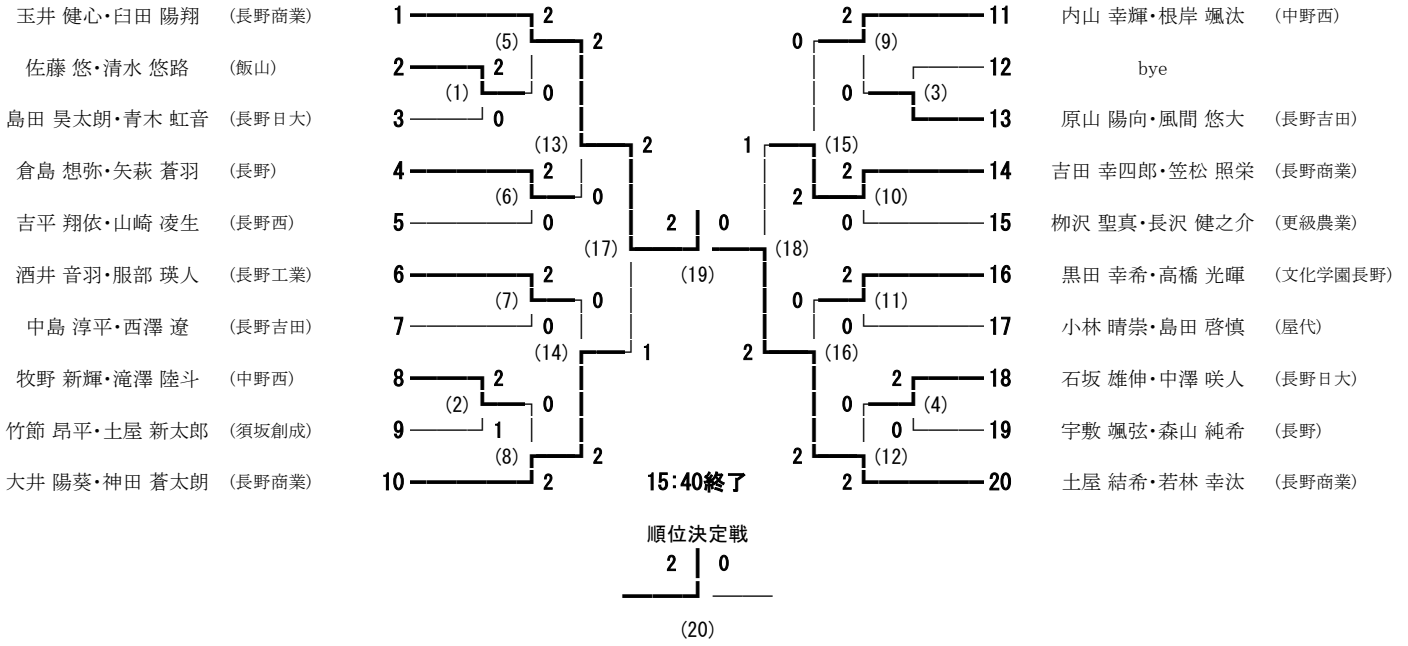 玉井 健心・臼田 陽翔 (長野商業) 1 2 2 11 内山 幸輝・根岸 颯汰 (中野西)
(5) 2 0 (9)
佐藤 悠・清水 悠路 (飯山) 2 2 12 bye
(1) 0 0 (3)
島田 昊太朗・青木 虹音 (長野日大) 3 0 13 原山 陽向・風間 悠大 (長野吉田)
(13) 2 1 (15)
倉島 想弥・矢萩 蒼羽 (長野) 4 2 2 14 吉田 幸四郎・笠松 照栄 (長野商業)
(6) 0 2 (10)
吉平 翔依・山崎 凌生 (長野西) 5 0 2 0 0 15 栁沢 聖真・長沢 健之介 (更級農業)
(17) (18)
酒井 音羽・服部 瑛人 (長野工業) 6 2 (19) 2 16 黒田 幸希・高橋 光暉 (文化学園長野)
(7) 0 0 (11)
中島 淳平・西澤 遼 (長野吉田) 7 0 0 17 小林 晴崇・島田 啓慎 (屋代)
(14) 1 2 (16)
牧野 新輝・滝澤 陸斗 (中野西) 8 2 2 18 石坂 雄伸・中澤 咲人 (長野日大)
(2) 0 0 (4)
竹節 昂平・土屋 新太郎 (須坂創成) 9 1 0 19 宇敷 颯弦・森山 純希 (長野)
(8) 2 2 (12)
大井 陽葵・神田 蒼太朗 (長野商業) 10 2 15:40終了 2 20 土屋 結希・若林 幸汰 (長野商業)
順位決定戦
2 0
(20)